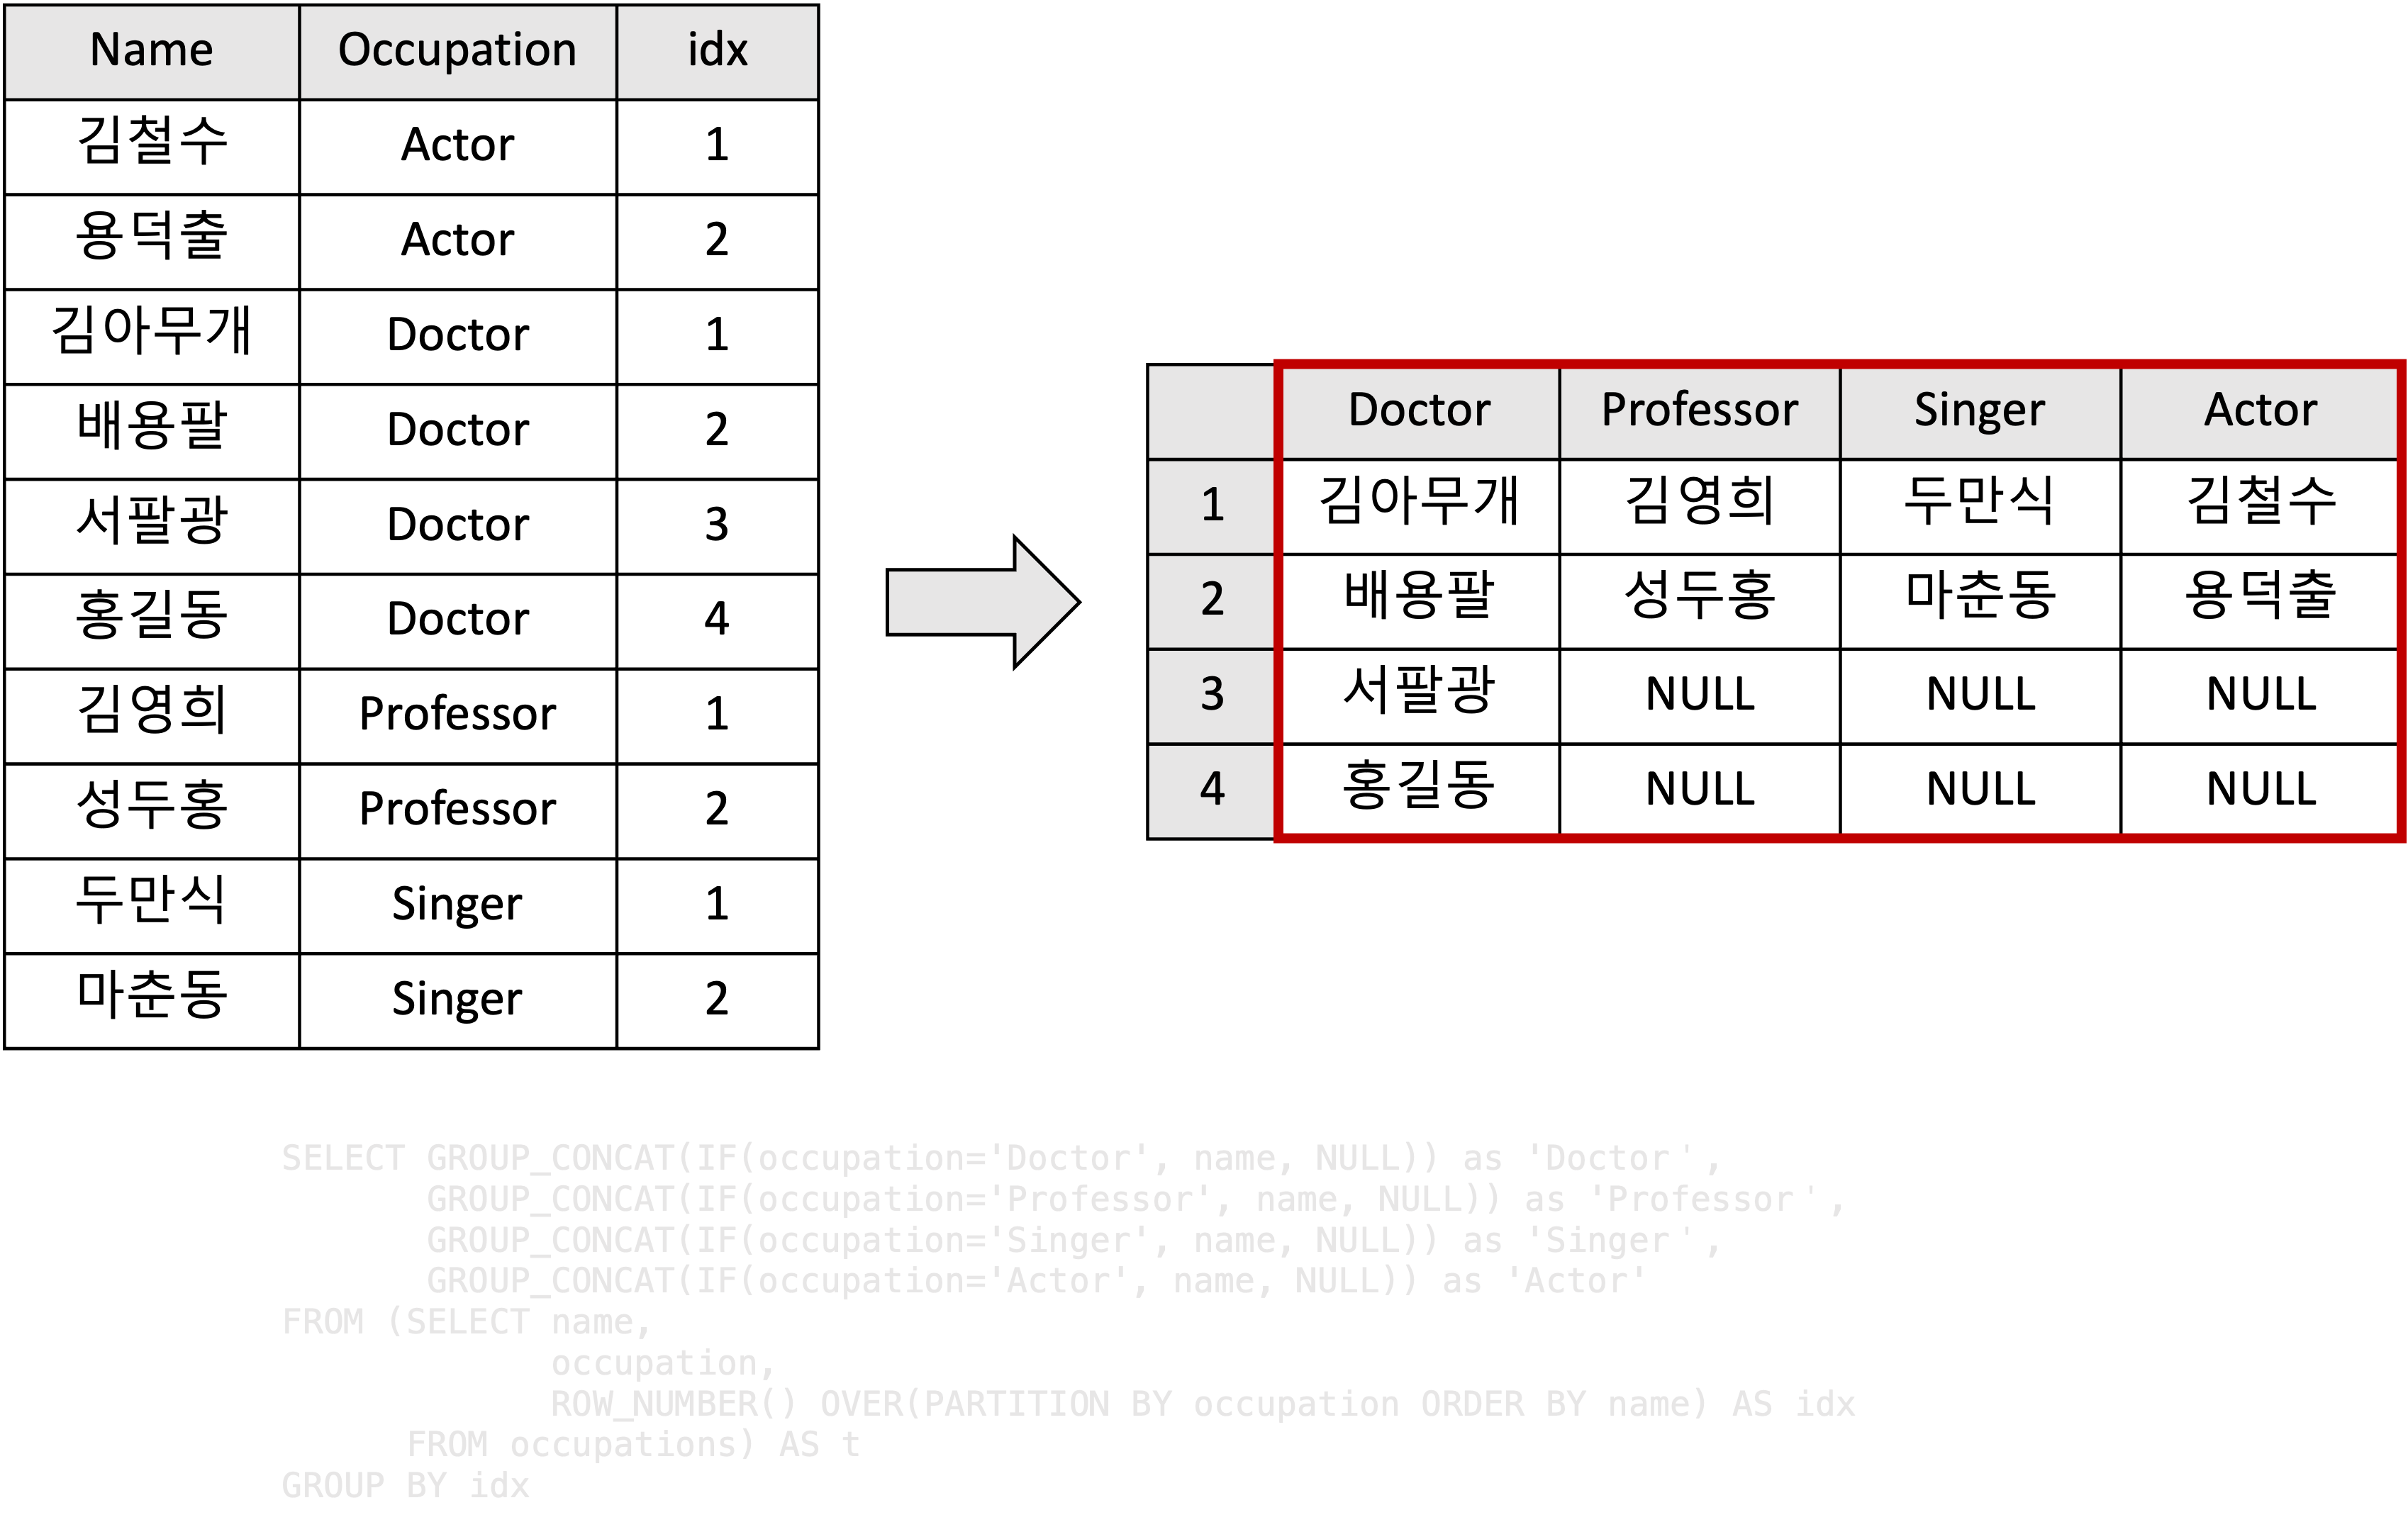 Name Occupation idx
김철수 Actor 1
용덕출 Actor 2
김아무개 Doctor 1
배용팔 Doctor 2
서팔광 Doctor 3
홍길동 Doctor 4
김영희 Professor 1
성두홍 Professor 2
두만식 Singer 1
마춘동 Singer 2
Doctor Professor Singer Actor
1 김아무개 김영희 두만식 김철수
2 배용팔 성두홍 마춘동 용덕출
3 서팔광 NULL NULL NULL
4 홍길동 NULL NULL NULL
SELECT GROUP_CONCAT(IF(occupation='Doctor', name, NULL)) as 'Doctor',
GROUP_CONCAT(IF(occupation='Professor', name, NULL)) as 'Professor',
GROUP_CONCAT(IF(occupation='Singer', name, NULL)) as 'Singer',
GROUP_CONCAT(IF(occupation='Actor', name, NULL)) as 'Actor'
FROM (SELECT name,
occupation,
ROW_NUMBER() OVER(PARTITION BY occupation ORDER BY name) AS idx
FROM occupations) AS t
GROUP BY idx